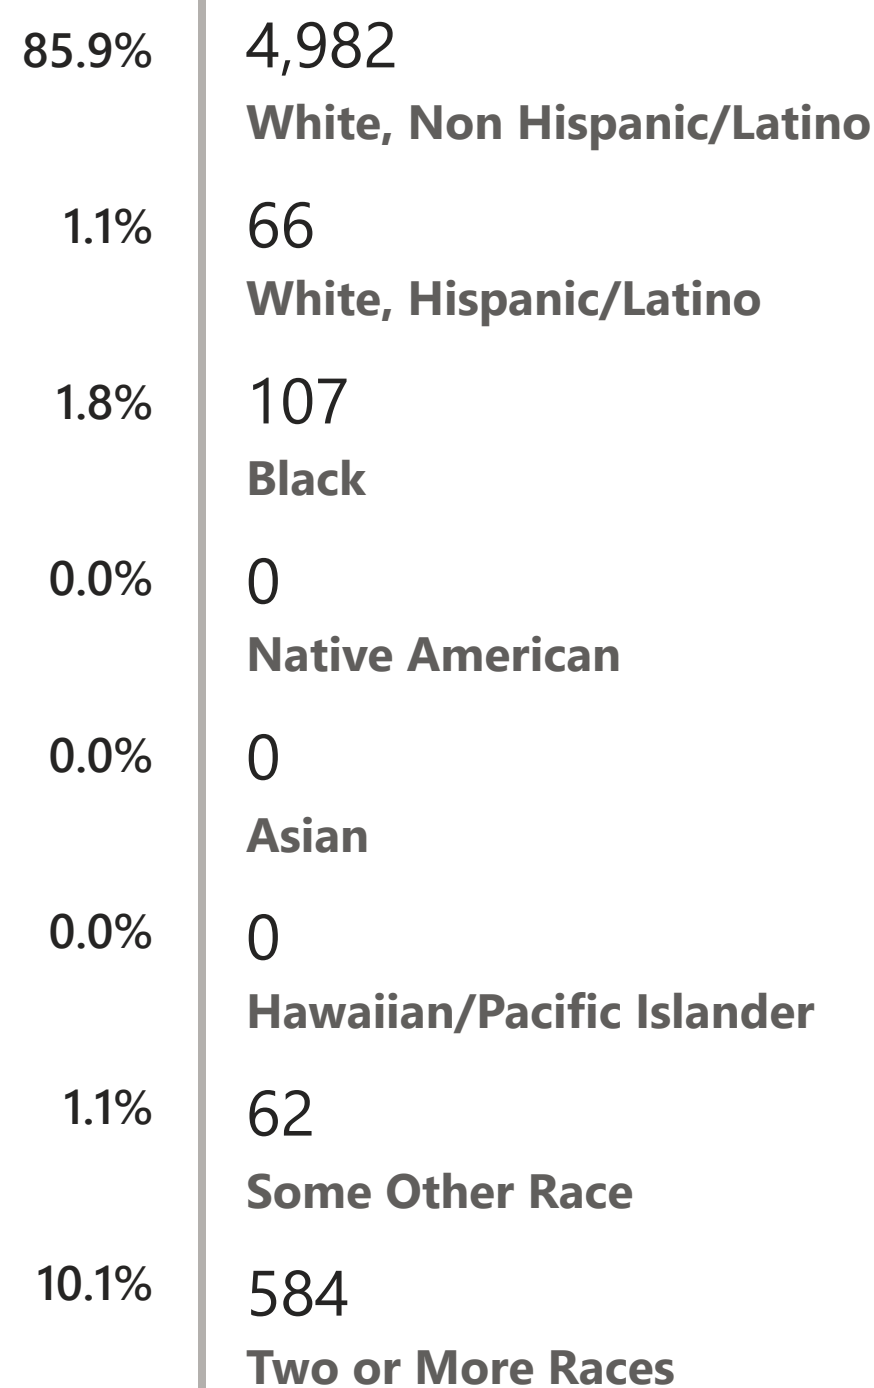 85.9%
4,982
White, Non Hispanic/Latino
1.1%
66
White, Hispanic/Latino
1.8%
107
Black
0.0%
0
Native American
0.0%
0
Asian
0.0%
0
Hawaiian/Pacific Islander
1.1%
62
Some Other Race
10.1%
584
Two or More Races